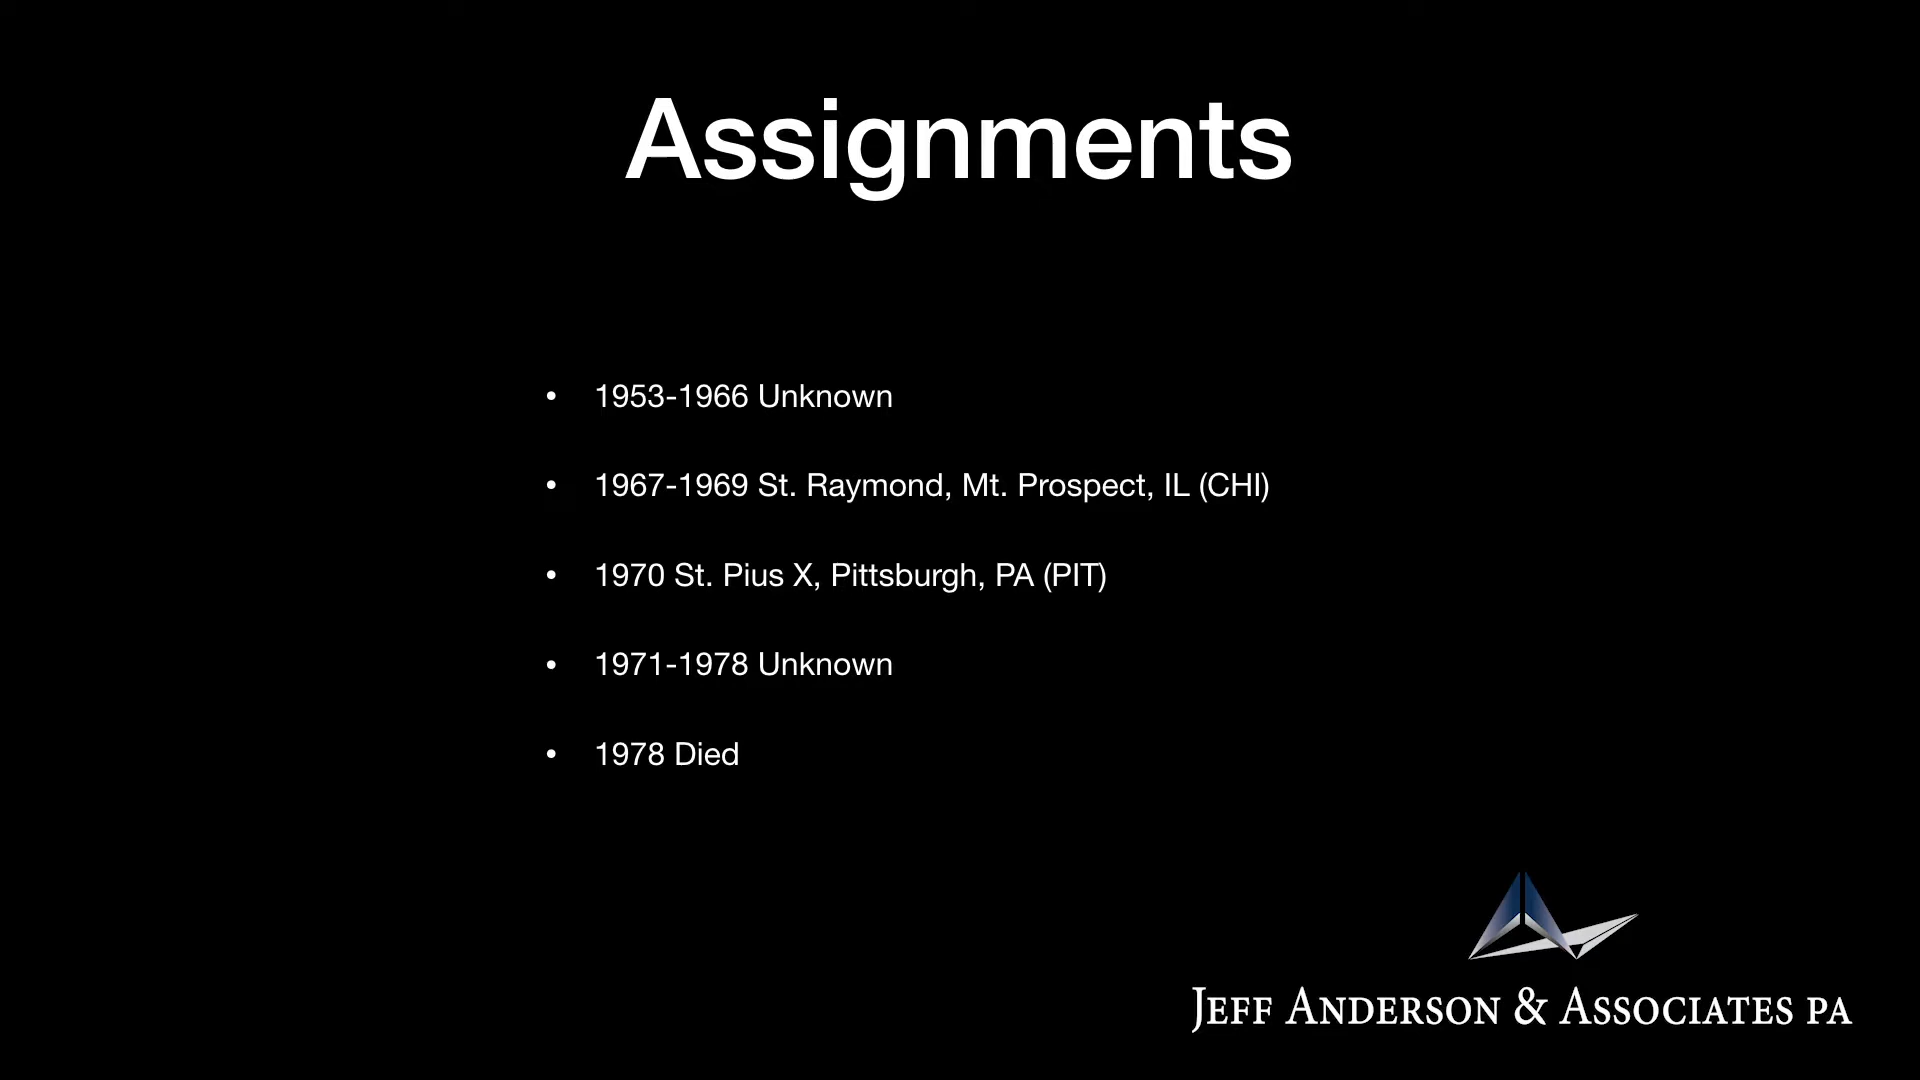 Assignments
• 1953-1966 Unknown
• 1967-1969 St. Raymond, Mt. Prospect, IL (CHI)
• 1970 St. Pius X, Pittsburgh, PA (PIT)
• 1971-1978 Unknown
• 1978 Died
JEFF ANDERSON & ASSOCIATES PA